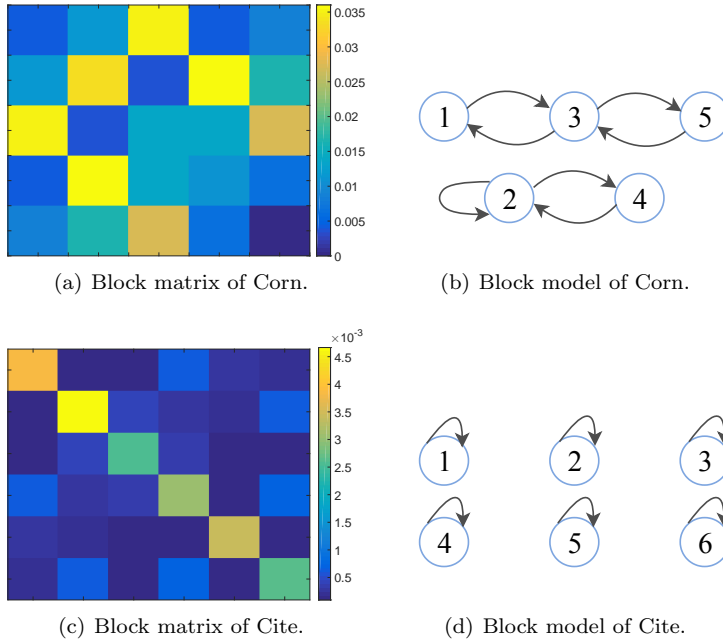 0.035
0.03
0.025
0.02
0.015
0.01
0.005
0
1 3 5
2 4
(a) Block matrix of Corn.
(b) Block model of Corn.
×10⁻³
4.5
4
3.5
3
2.5
2
1.5
1
0.5
1 2 3
4 5 6
(c) Block matrix of Cite.
(d) Block model of Cite.